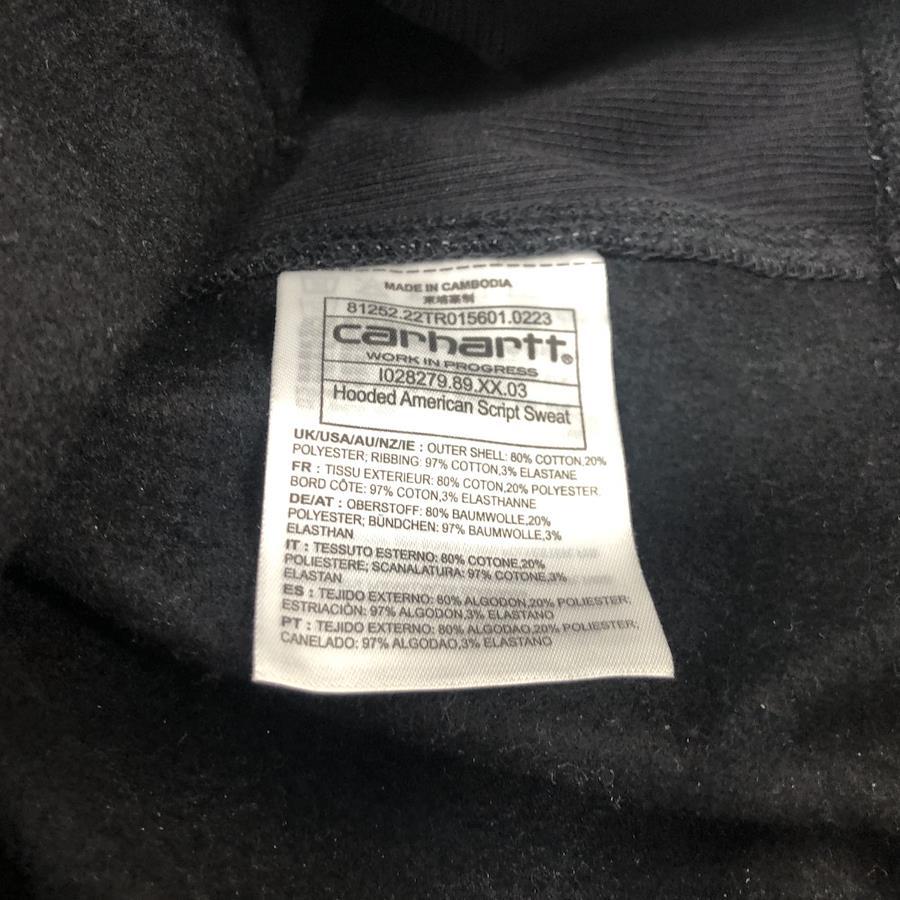 MADE IN CAMBODIA
柬埔寨制
81252.22TR015601.0223
carhartt®
WORK IN PROGRESS
I028279.89.XX.03
Hooded American Script Sweat
UK/USA/AU/NZ/IE : OUTER SHELL: 80% COTTON,20%
POLYESTER; RIBBING: 97% COTTON,3% ELASTANE
FR : TISSU EXTERIEUR: 80% COTON,20% POLYESTER;
BORD CÔTE: 97% COTON,3% ELASTHANNE
DE/AT : OBERSTOFF: 80% BAUMWOLLE,20%
POLYESTER; BÜNDCHEN: 97% BAUMWOLLE,3%
ELASTHAN
IT : TESSUTO ESTERNO: 80% COTONE,20%
POLIESTERE; SCANALATURA: 97% COTONE,3%
ELASTAN
ES : TEJIDO EXTERNO: 80% ALGODON,20% POLIESTER;
ESTRIACIÓN: 97% ALGODON,3% ELASTANO
PT : TEJIDO EXTERNO: 80% ALGODAO,20% POLIESTER;
CANELADO: 97% ALGODAO,3% ELASTANO